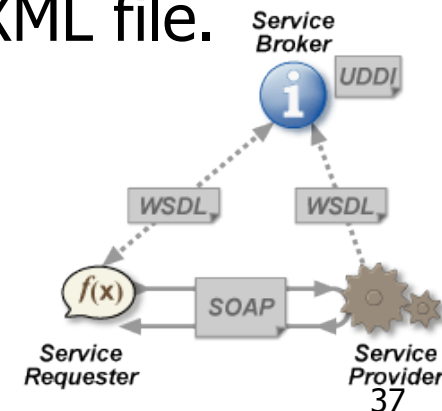 XML file.
Service
Broker
UDDI
i
WSDL
WSDL
f(x)
SOAP
Service
Requester
Service
Provider
37